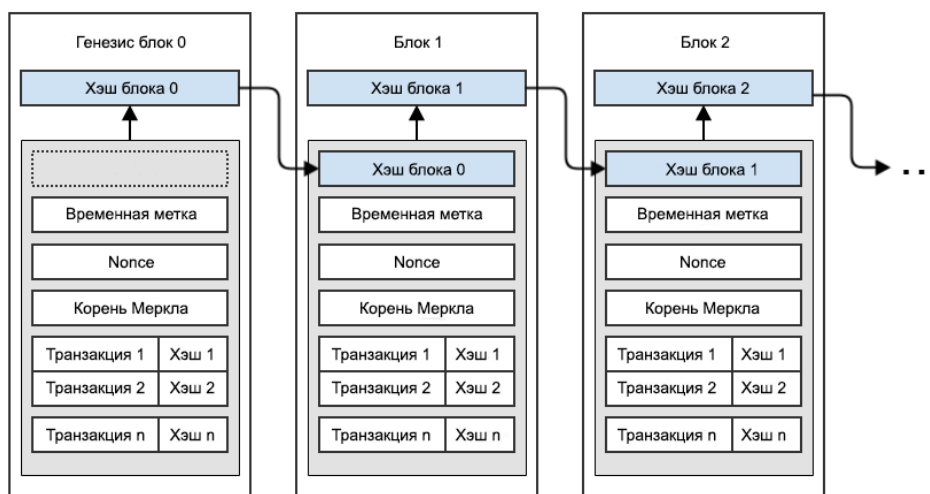 Генезис блок 0
Хэш блока 0
Временная метка
Nonce
Корень Меркла
Транзакция 1 Хэш 1
Транзакция 2 Хэш 2
Транзакция n Хэш n
Блок 1
Хэш блока 1
Хэш блока 0
Временная метка
Nonce
Корень Меркла
Транзакция 1 Хэш 1
Транзакция 2 Хэш 2
Транзакция n Хэш n
Блок 2
Хэш блока 2
Хэш блока 1
Временная метка
Nonce
Корень Меркла
Транзакция 1 Хэш 1
Транзакция 2 Хэш 2
Транзакция n Хэш n
. .